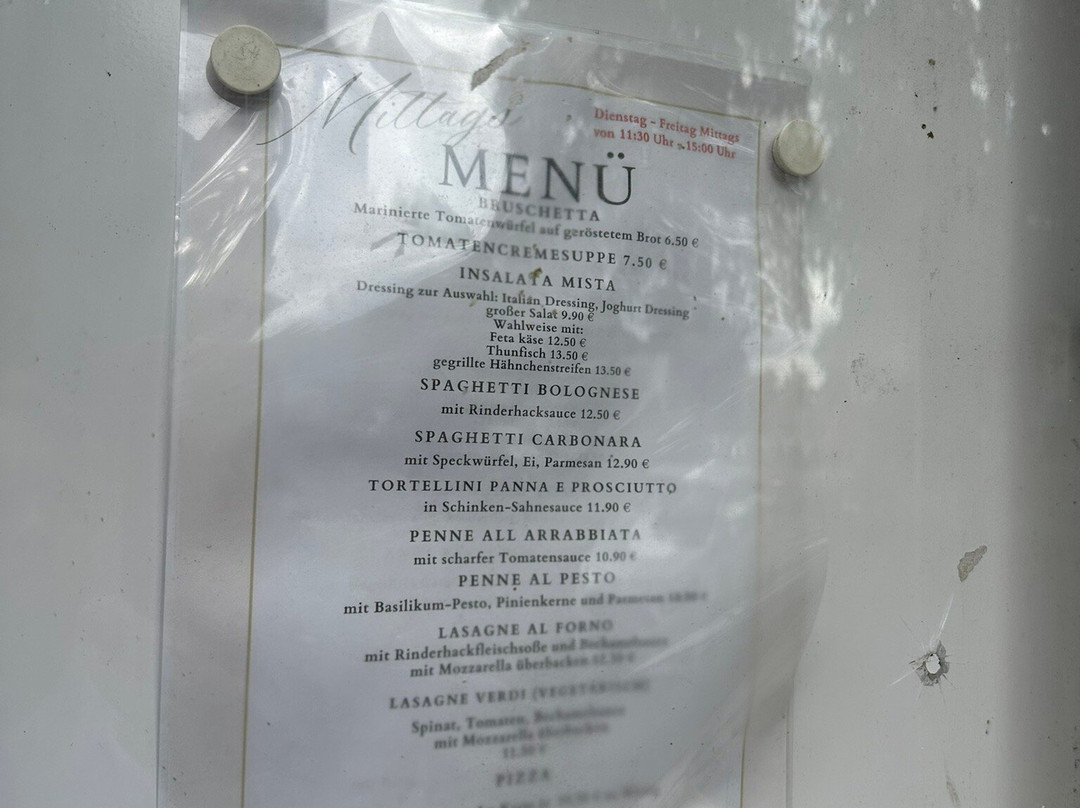 Mittags
Dienstag - Freitag Mittags
von 11:30 Uhr - 15:00 Uhr
MENÜ
BRUSCHETTA
Marinierte Tomatenwürfel auf geröstetem Brot 6.50 €
TOMATENCREMESUPPE 7.50 €
INSALATA MISTA
Dressing zur Auswahl: Italian Dressing, Joghurt Dressing
großer Salat 9.90 €
Wahlweise mit:
Feta käse 12.50 €
Thunfisch 13.50 €
gegrillte Hähnchenstreifen 13.50 €
SPAGHETTI BOLOGNESE
mit Rinderhacksauce 12.50 €
SPAGHETTI CARBONARA
mit Speckwürfel, Ei, Parmesan 12.90 €
TORTELLINI PANNA E PROSCIUTTO
in Schinken-Sahnesauce 11.90 €
PENNE ALL ARRABBIATA
mit scharfer Tomatensauce 10.90 €
PENNE AL PESTO
mit Basilikum-Pesto, Pinienkerne und Parmesan
LASAGNE AL FORNO
mit Rinderhackfleischsoße und
mit Mozzarella überbacken
LASAGNE VERDI (VEGETARISCH)
Spinat, Tomaten,
mit Mozzarella überbacken
PIZZA